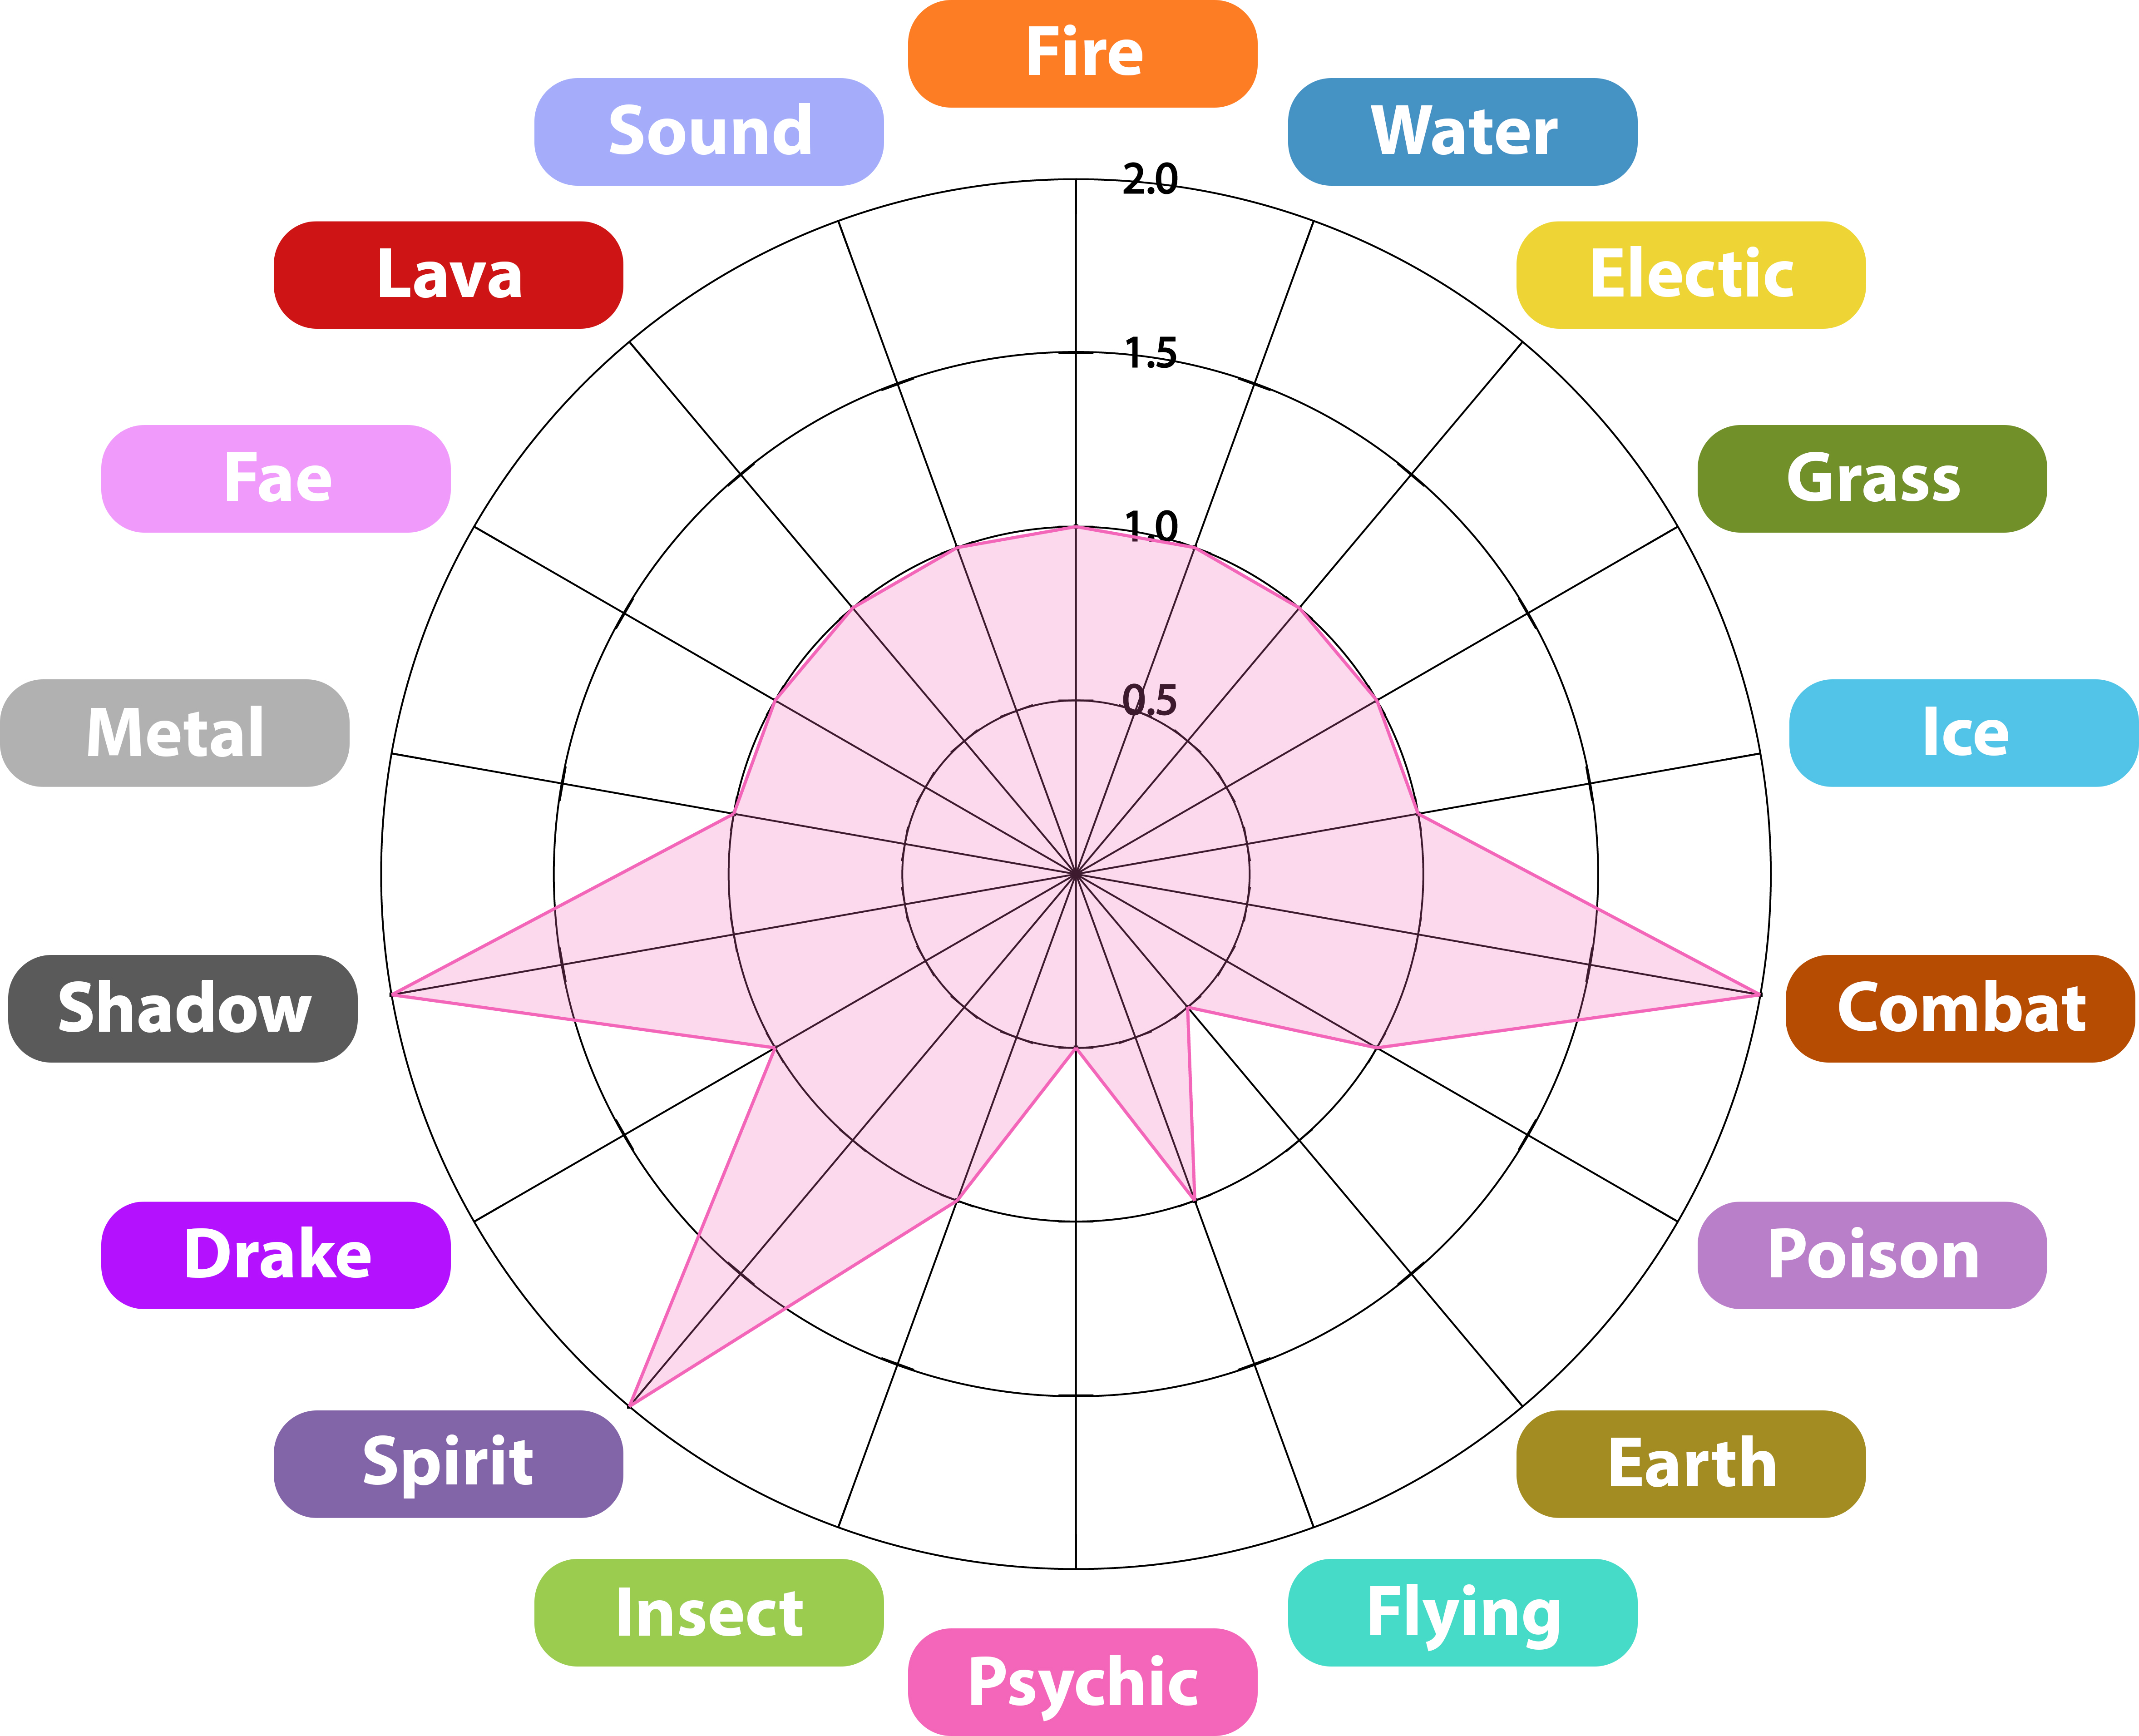 Fire
Sound
Water
2.0
Lava
Electic
1.5
Fae
Grass
1.0
0.5
Metal
Ice
Shadow
Combat
Drake
Poison
Spirit
Earth
Insect
Flying
Psychic